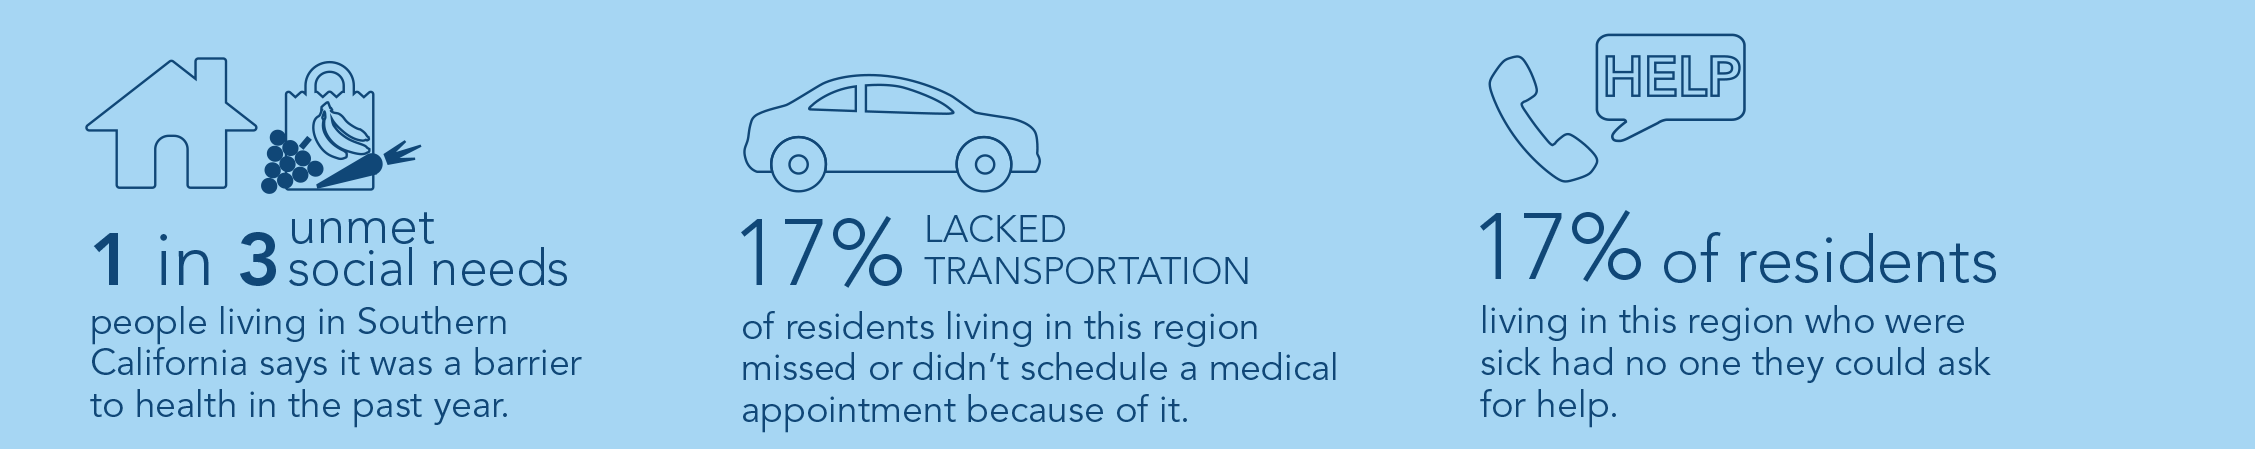 1 in 3 unmet
social needs
people living in Southern
California says it was a barrier
to health in the past year.
17% LACKED
TRANSPORTATION
of residents living in this region
missed or didn't schedule a medical
appointment because of it.
HELP
17% of residents
living in this region who were
sick had no one they could ask
for help.